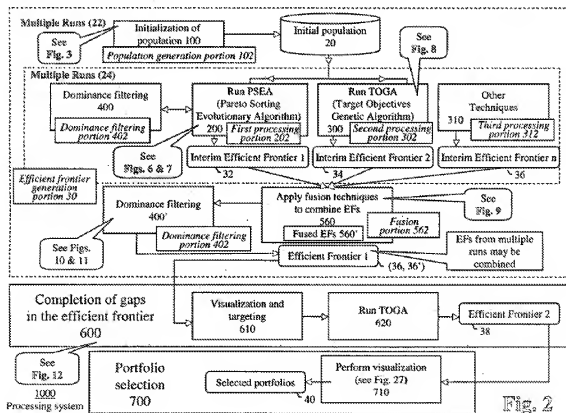 Multiple Runs (22)
See
Fig. 3
Initialization of
population 100
Population generation portion 102
Initial population
20
See
Fig. 8
Multiple Runs (24)
Dominance filtering
400
Dominance filtering
portion 402
Run PSEA
(Pareto Sorting
Evolutionary Algorithm)
200
First processing
portion 202
Run TOGA
(Target Objectives
Genetic Algorithm)
300
Second processing
portion 302
Other
Techniques
310
Third processing
portion 312
See
Figs. 6 & 7
Interim Efficient Frontier 1
32
Interim Efficient Frontier 2
34
Interim Efficient Frontier n
36
Efficient frontier
generation
portion 30
Dominance filtering
400'
Dominance filtering
portion 402
Apply fusion techniques
to combine EFs
560
Fused EFs 560'
Fusion
portion 562
See
Fig. 9
See Figs.
10 & 11
Efficient Frontier 1
(36, 36')
EFs from multiple
runs may be
combined
Completion of gaps
in the efficient frontier
600
Visualization and
targeting
610
Run TOGA
620
Efficient Frontier 2
38
See
Fig. 12
1000
Processing system
Portfolio
selection
700
Selected portfolios
40
Perform visualization
(see Fig. 27)
710
Fig. 2